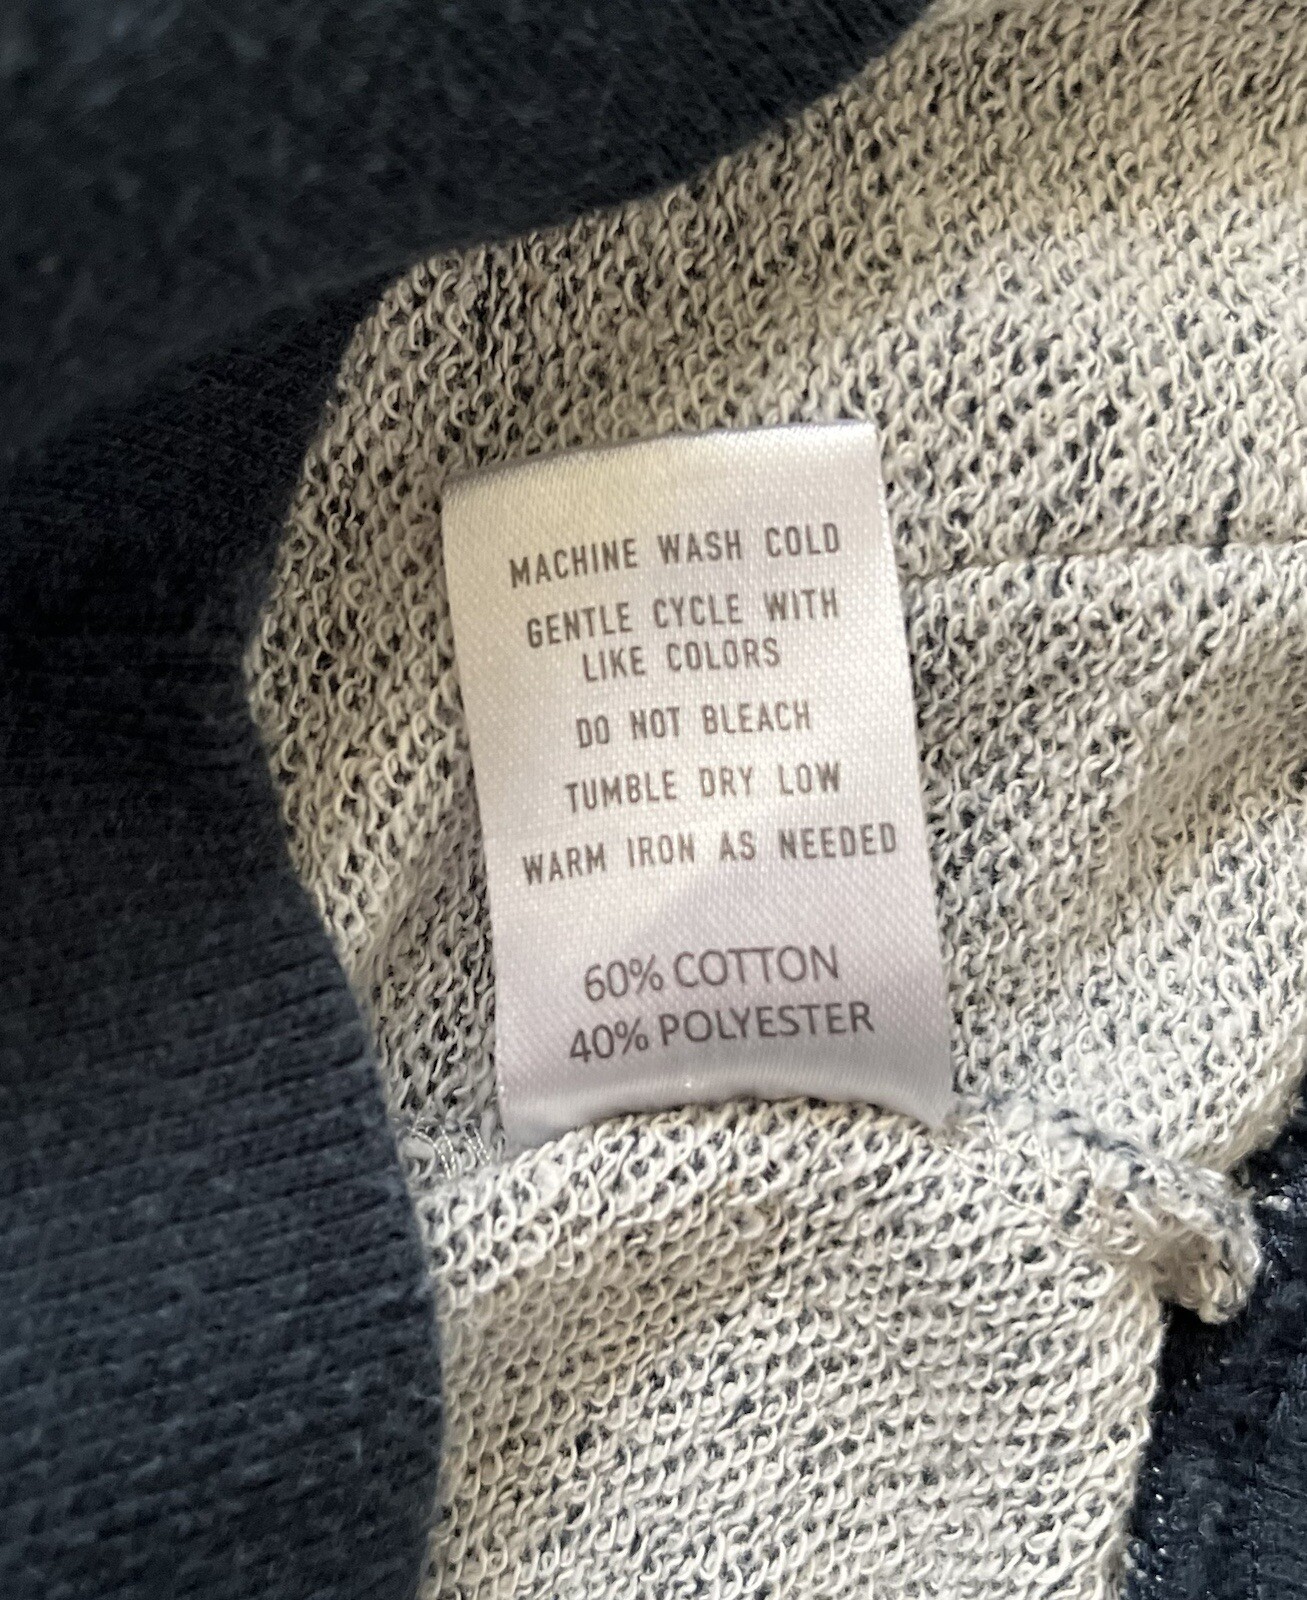 MACHINE WASH COLD
GENTLE CYCLE WITH
LIKE COLORS
DO NOT BLEACH
TUMBLE DRY LOW
WARM IRON AS NEEDED
60% COTTON
40% POLYESTER